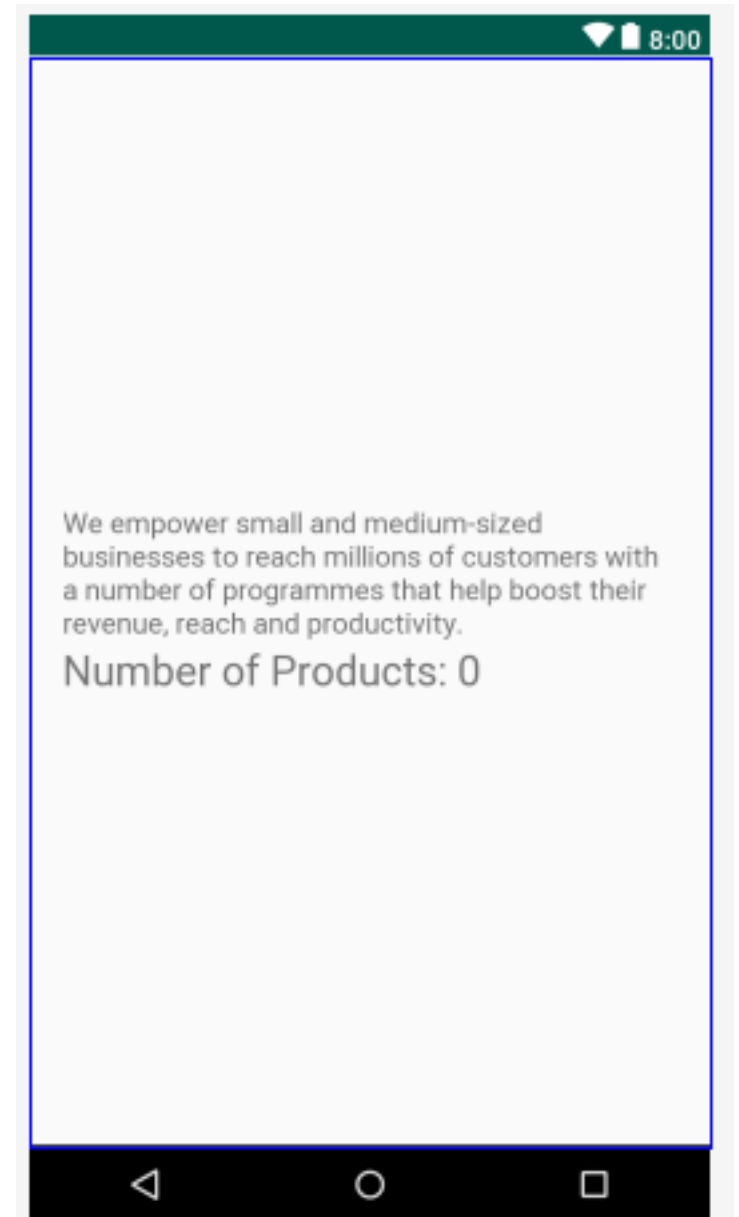 8:00
We empower small and medium-sized
businesses to reach millions of customers with
a number of programmes that help boost their
revenue, reach and productivity.
Number of Products: 0